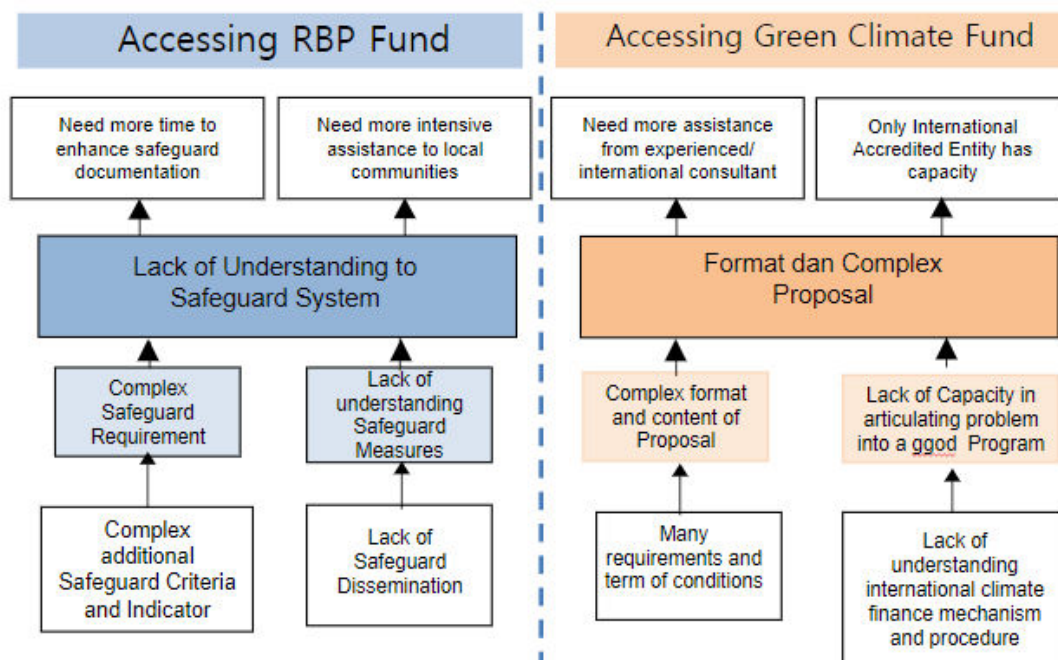 Accessing RBP Fund
Need more time to
enhance safeguard
documentation
Need more intensive
assistance to local
communities
Lack of Understanding to
Safeguard System
Complex
Safeguard
Requirement
Lack of
understanding
Safeguard
Measures
Complex
additional
Safeguard Criteria
and Indicator
Lack of
Safeguard
Dissemination
Accessing Green Climate Fund
Need more assistance
from experienced/
international consultant
Only International
Accredited Entity has
capacity
Format dan Complex
Proposal
Complex format
and content of
Proposal
Lack of Capacity in
articulating problem
into a ggod Program
Many
requirements and
term of conditions
Lack of
understanding
international climate
finance mechanism
and procedure